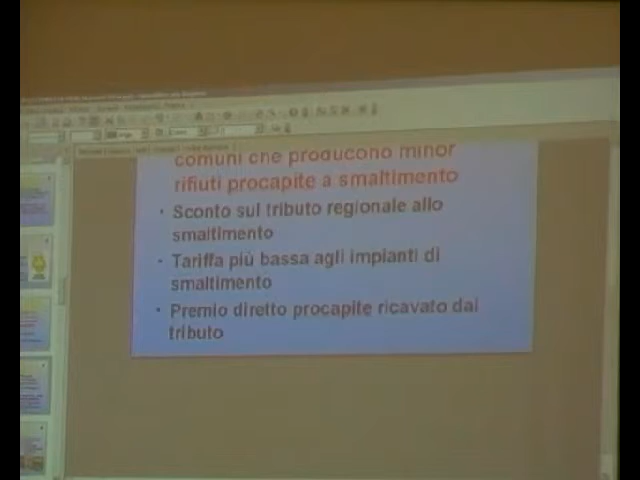 comuni che producono minor
rifiuti procapite a smaltimento
• Sconto sul tributo regionale allo
smaltimento
• Tariffa più bassa agli impianti di
smaltimento
• Premio diretto procapite ricavato dal
tributo